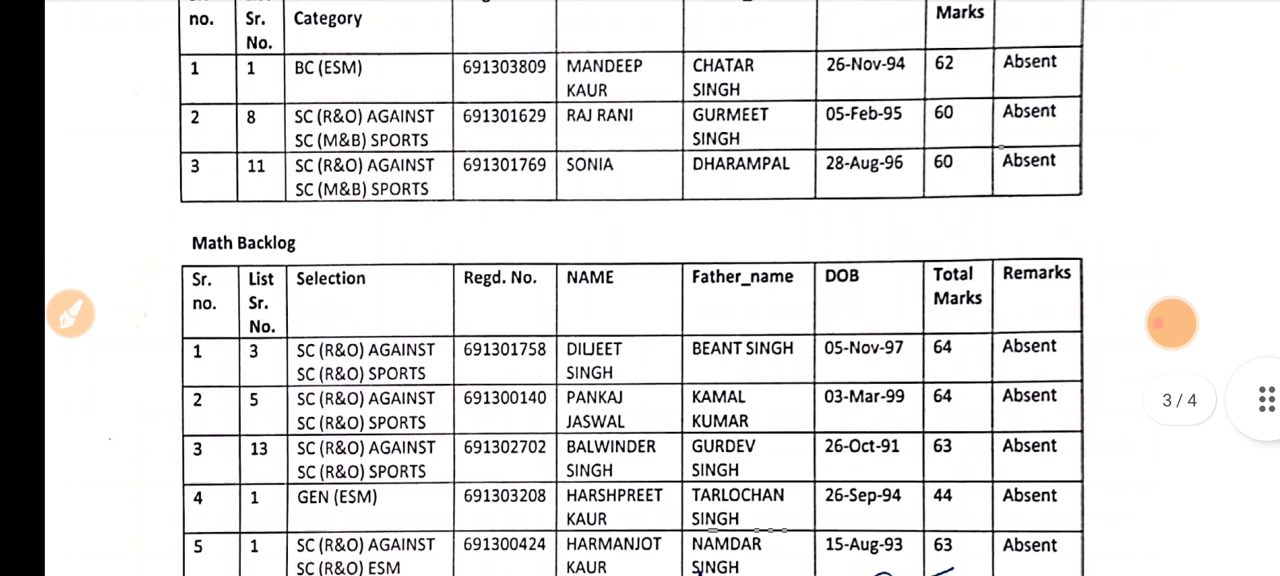 no. Sr. Category Marks
No.
1 1 BC (ESM) 691303809 MANDEEP CHATAR 26-Nov-94 62 Absent
KAUR SINGH
2 8 SC (R&O) AGAINST 691301629 RAJ RANI GURMEET 05-Feb-95 60 Absent
SC (M&B) SPORTS SINGH
3 11 SC (R&O) AGAINST 691301769 SONIA DHARAMPAL 28-Aug-96 60 Absent
SC (M&B) SPORTS
Math Backlog
Sr. List Selection Regd. No. NAME Father_name DOB Total Remarks
no. Sr. Marks
No.
1 3 SC (R&O) AGAINST 691301758 DILJEET BEANT SINGH 05-Nov-97 64 Absent
SC (R&O) SPORTS SINGH
2 5 SC (R&O) AGAINST 691300140 PANKAJ KAMAL 03-Mar-99 64 Absent
SC (R&O) SPORTS JASWAL KUMAR
3 13 SC (R&O) AGAINST 691302702 BALWINDER GURDEV 26-Oct-91 63 Absent
SC (R&O) SPORTS SINGH SINGH
4 1 GEN (ESM) 691303208 HARSHPREET TARLOCHAN 26-Sep-94 44 Absent
KAUR SINGH
5 1 SC (R&O) AGAINST 691300424 HARMANJOT NAMDAR 15-Aug-93 63 Absent
SC (R&O) ESM KAUR SINGH
3 / 4